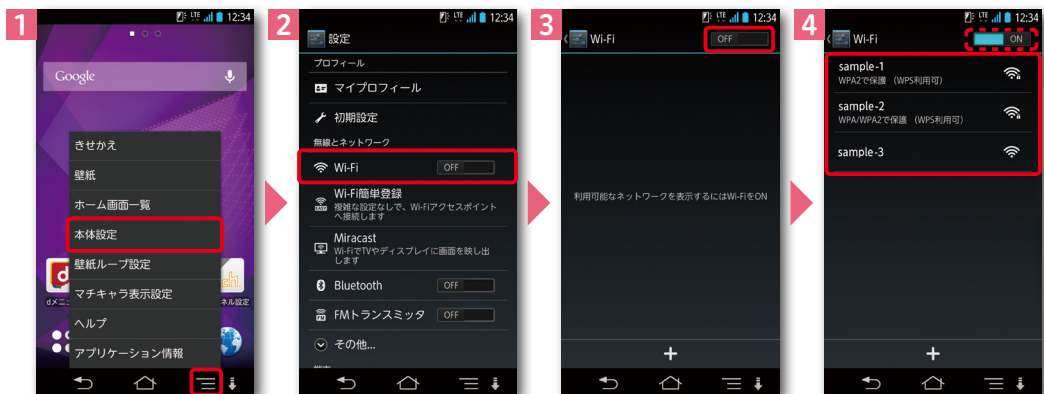 1
LTE 12:34
Google
きせかえ
壁紙
ホーム画面一覧
本体設定
壁紙ループ設定
マチキャラ表示設定
ヘルプ
アプリケーション情報
2
LTE 12:34
設定
プロフィール
マイプロフィール
初期設定
無線とネットワーク
Wi-Fi OFF
Wi-Fi簡単登録
複雑な設定なしで、Wi-Fiアクセスポイント
へ接続します
Miracast
Wi-FiでTVやディスプレイに画面を映し出
します
Bluetooth OFF
FMトランスミッタ OFF
その他...
3
LTE 12:34
Wi-Fi OFF
利用可能なネットワークを表示するにはWi-FiをON
+
4
LTE 12:34
Wi-Fi ON
sample-1
WPA2で保護 （WPS利用可）
sample-2
WPA/WPA2で保護 （WPS利用可）
sample-3
+